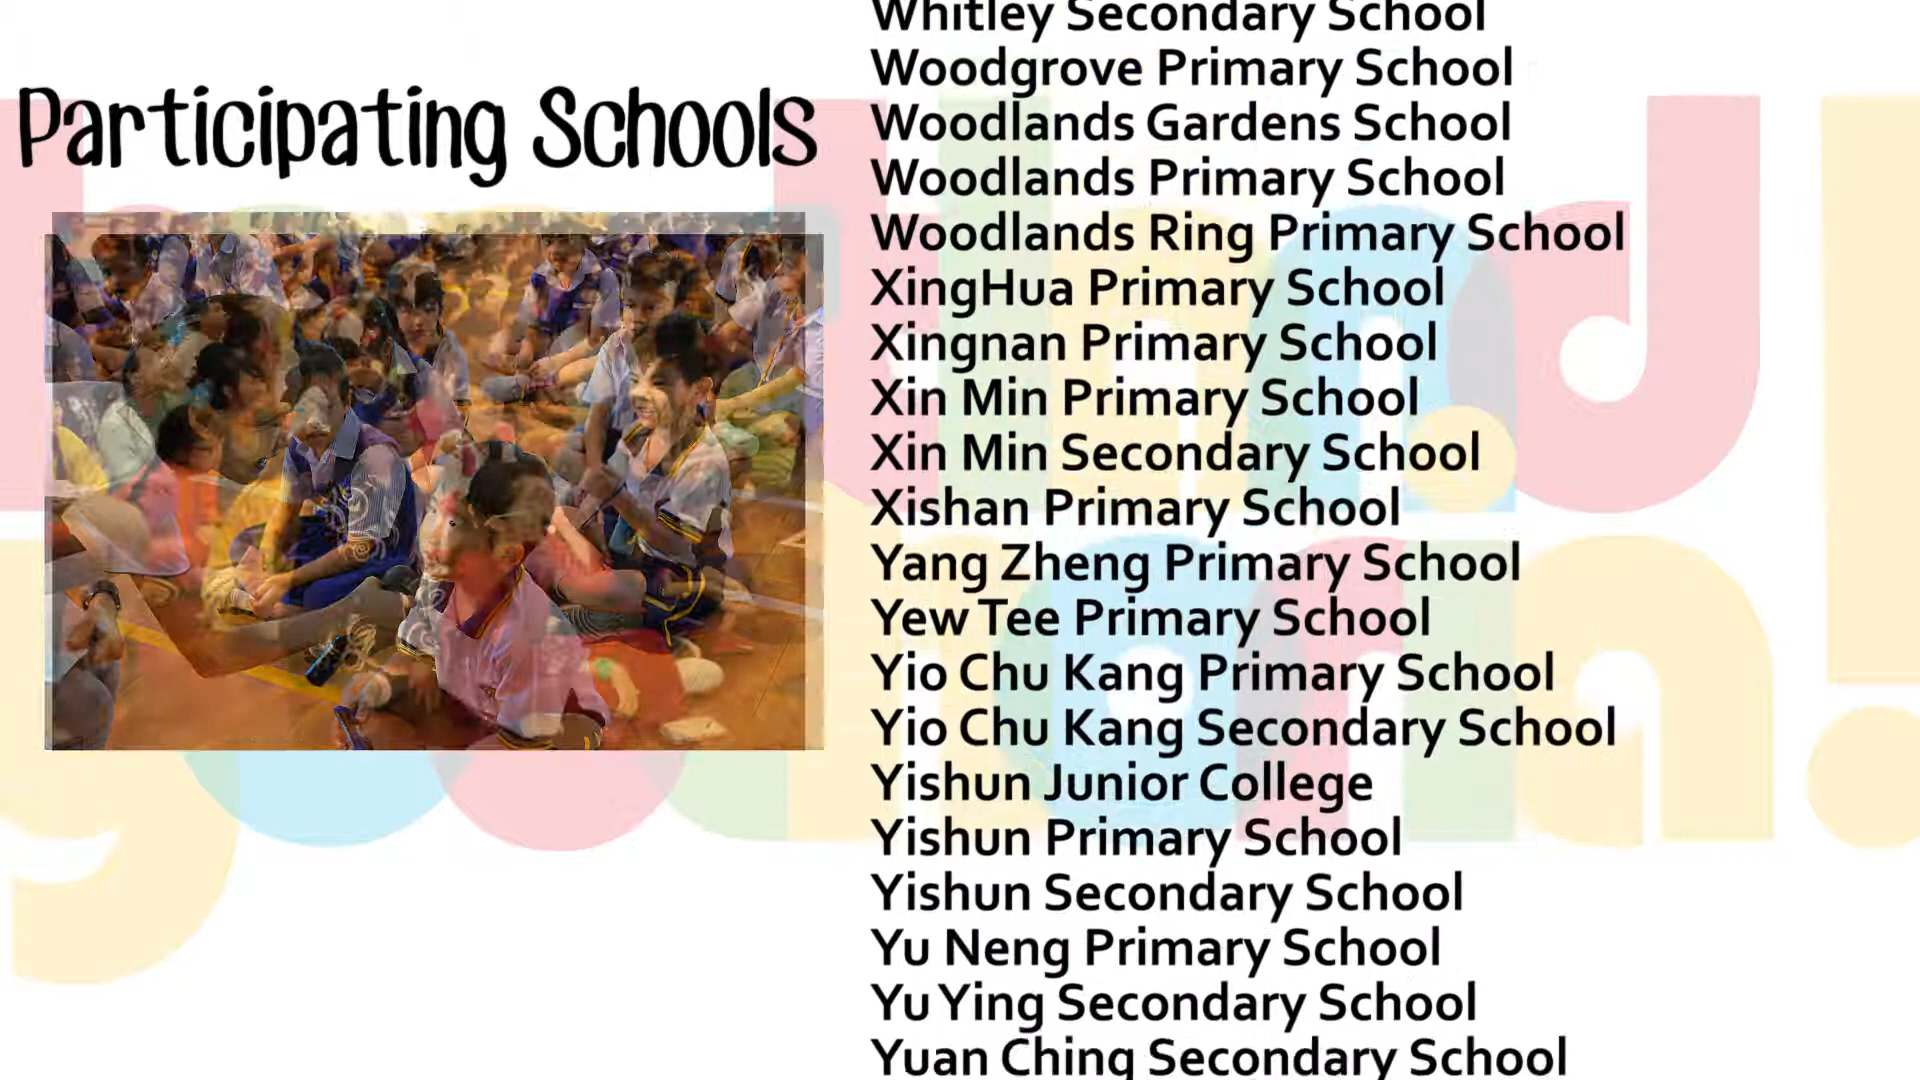 Participating Schools
Whitley Secondary School
Woodgrove Primary School
Woodlands Gardens School
Woodlands Primary School
Woodlands Ring Primary School
XingHua Primary School
Xingnan Primary School
Xin Min Primary School
Xin Min Secondary School
Xishan Primary School
Yang Zheng Primary School
Yew Tee Primary School
Yio Chu Kang Primary School
Yio Chu Kang Secondary School
Yishun Junior College
Yishun Primary School
Yishun Secondary School
Yu Neng Primary School
Yu Ying Secondary School
Yuan Ching Secondary School